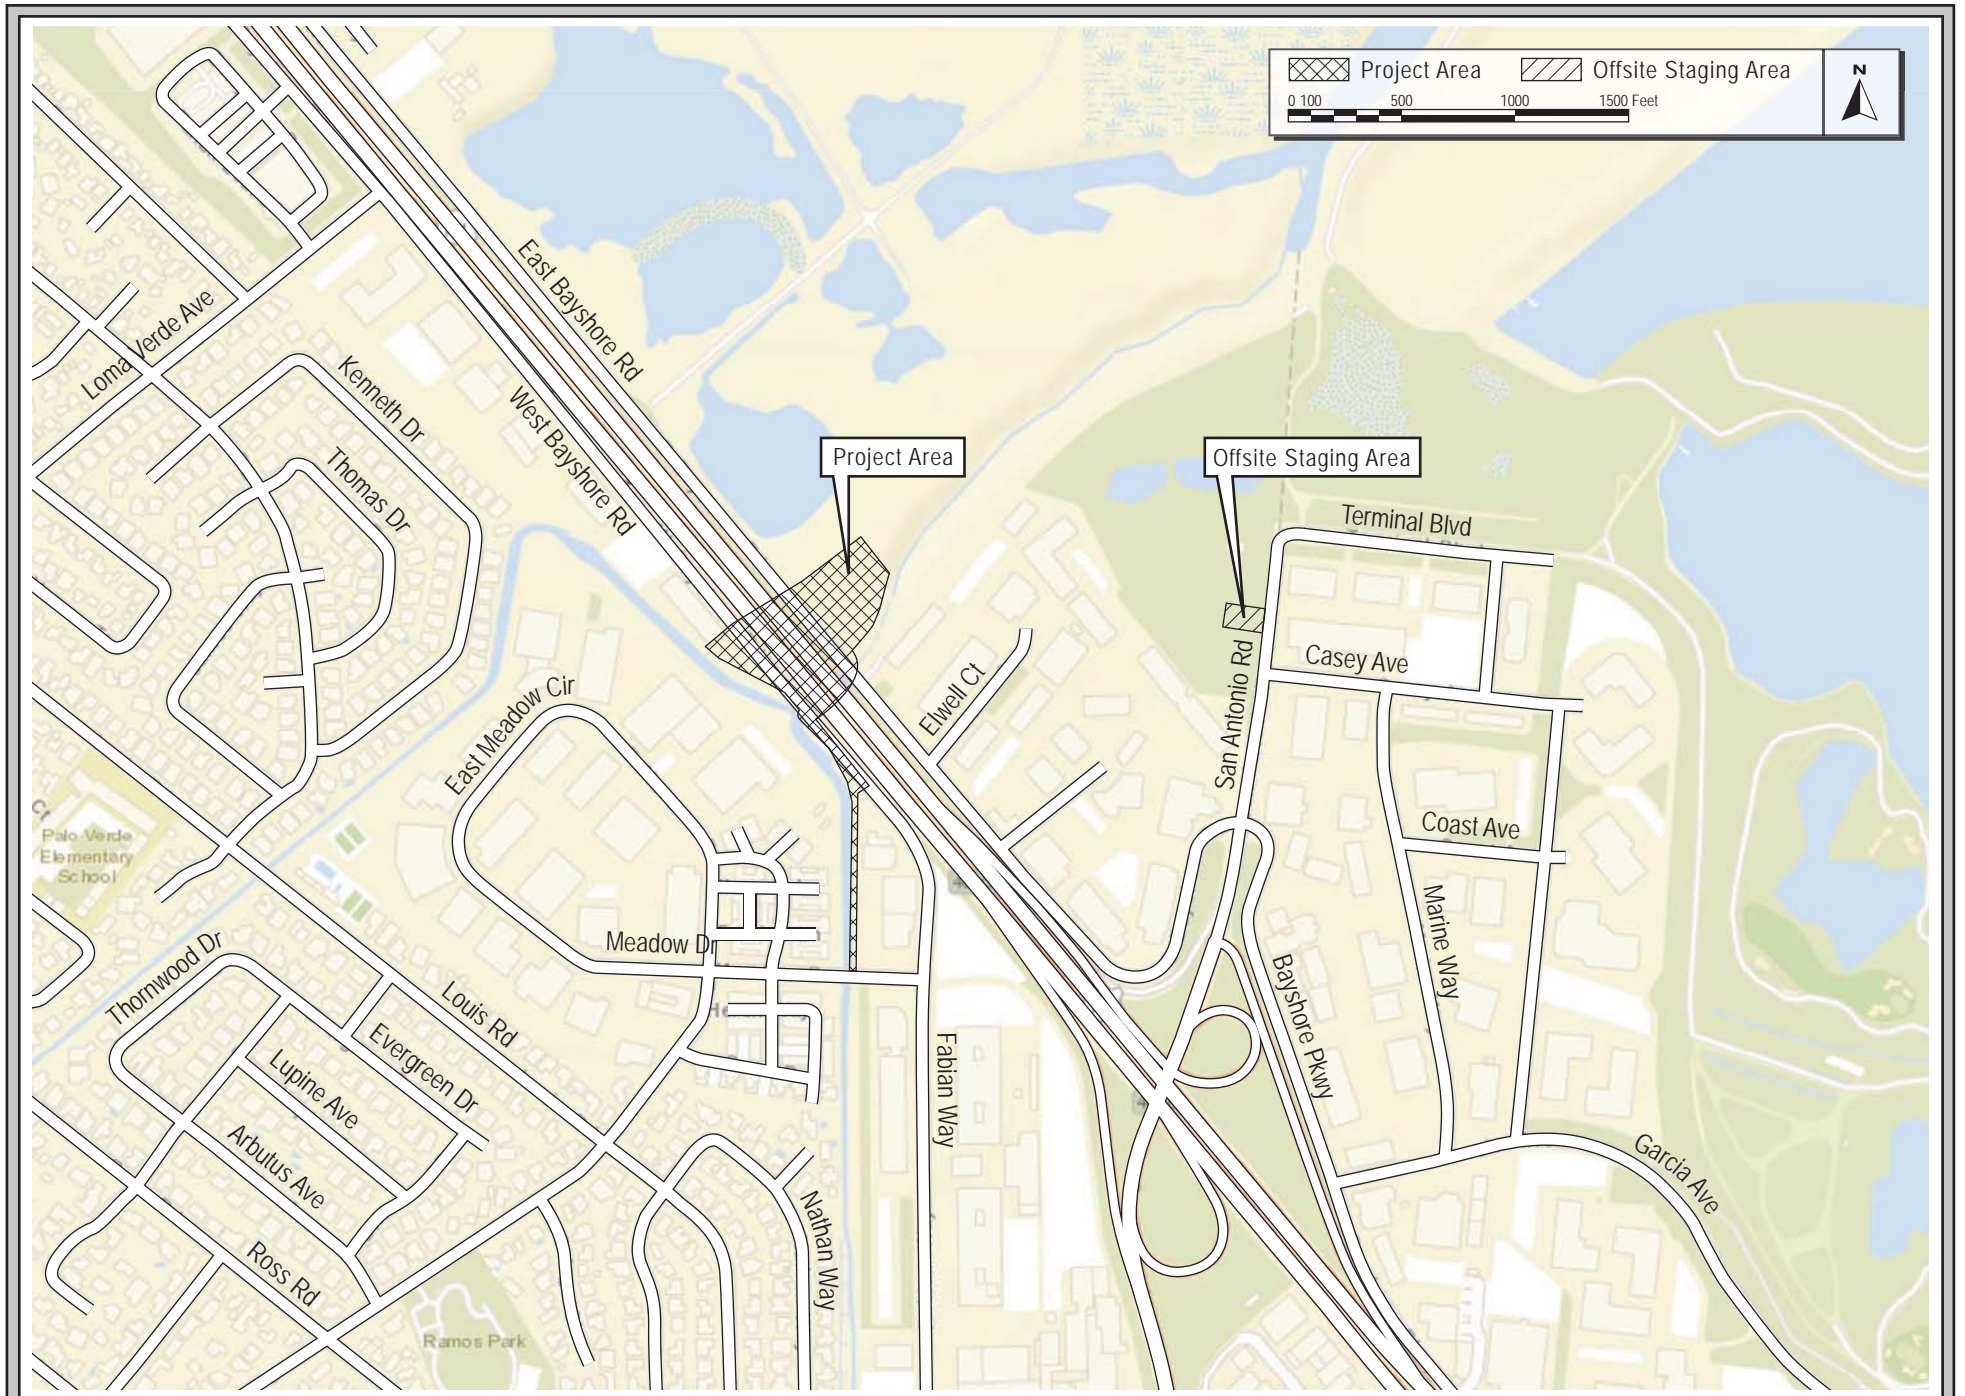 Project Area
Offsite Staging Area
N
0 100 500 1000 1500 Feet
East Bayshore Rd
Loma Verde Ave
Kenneth Dr
West Bayshore Rd
Thomas Dr
Project Area
Offsite Staging Area
Terminal Blvd
Casey Ave
San Antonio Rd
Elwell Ct
East Meadow Cir
Coast Ave
Ct
Palo Verde
Elementary
School
Marine Way
Meadow Dr
Thornwood Dr
Louis Rd
Bayshore Pkwy
Evergreen Dr
Lupine Ave
Fabian Way
Arbutus Ave
Garcia Ave
Nathan Way
Ross Rd
Ramos Park